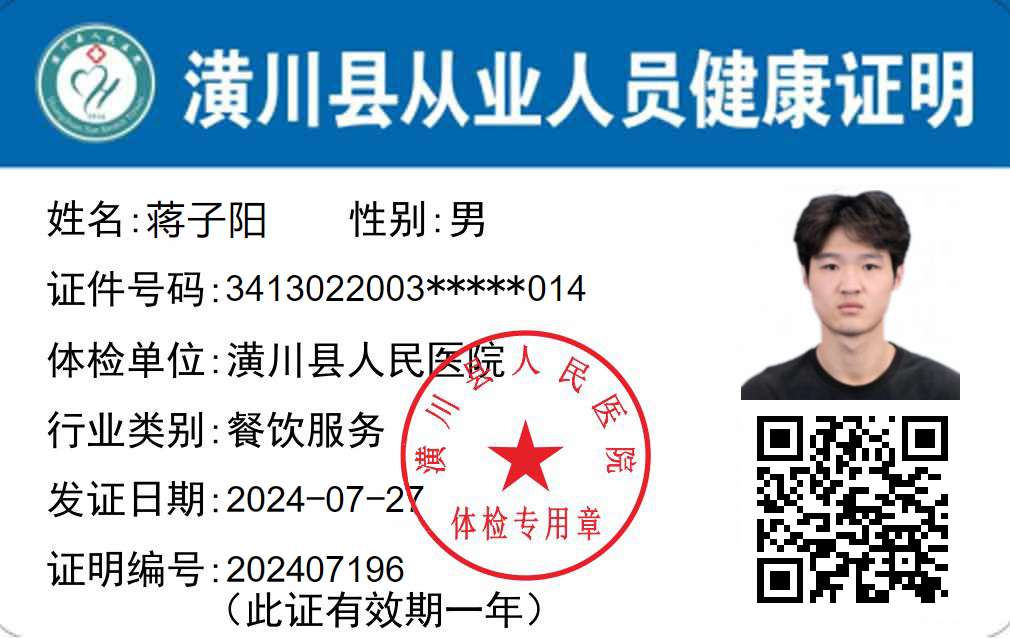 潢川县从业人员健康证明
姓名:蒋子阳 性别:男
证件号码:3413022003*****014
体检单位:潢川县人民医院
行业类别:餐饮服务
发证日期:2024-07-27
证明编号:202407196
(此证有效期一年)
潢川县人民医院
体检专用章